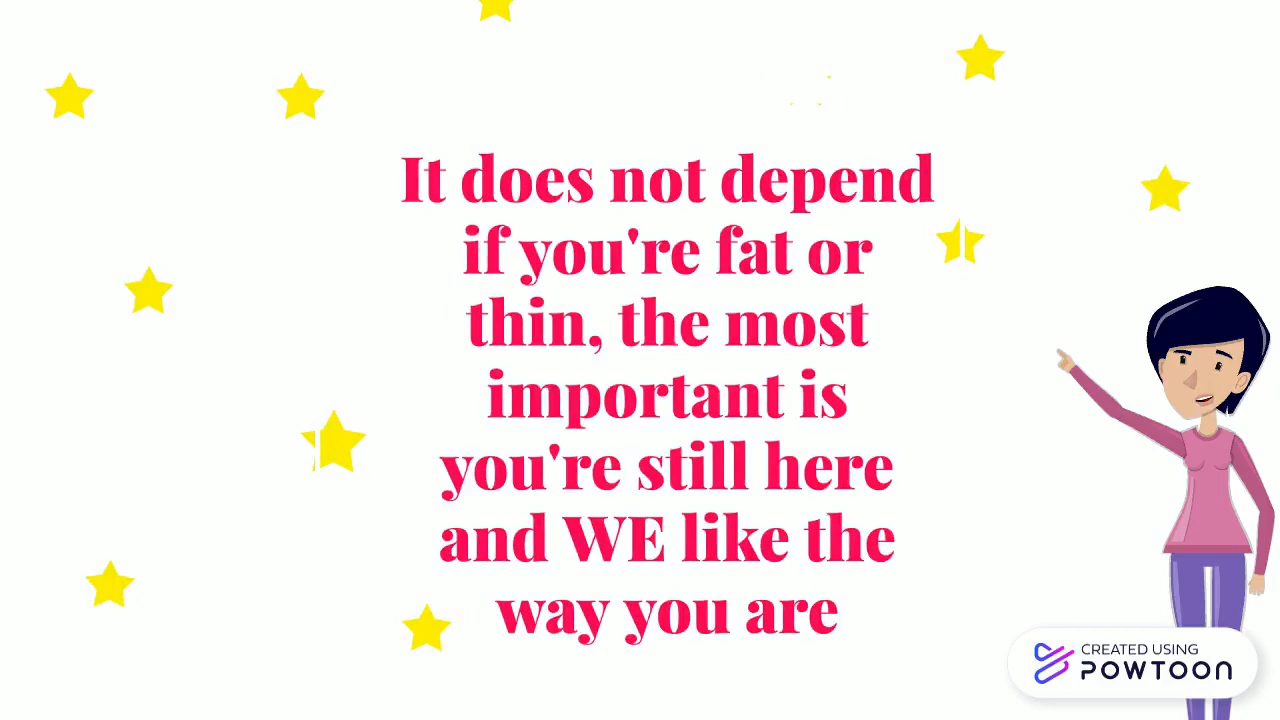 It does not depend
if you're fat or
thin, the most
important is
you're still here
and WE like the
way you are
CREATED USING
POWTOON